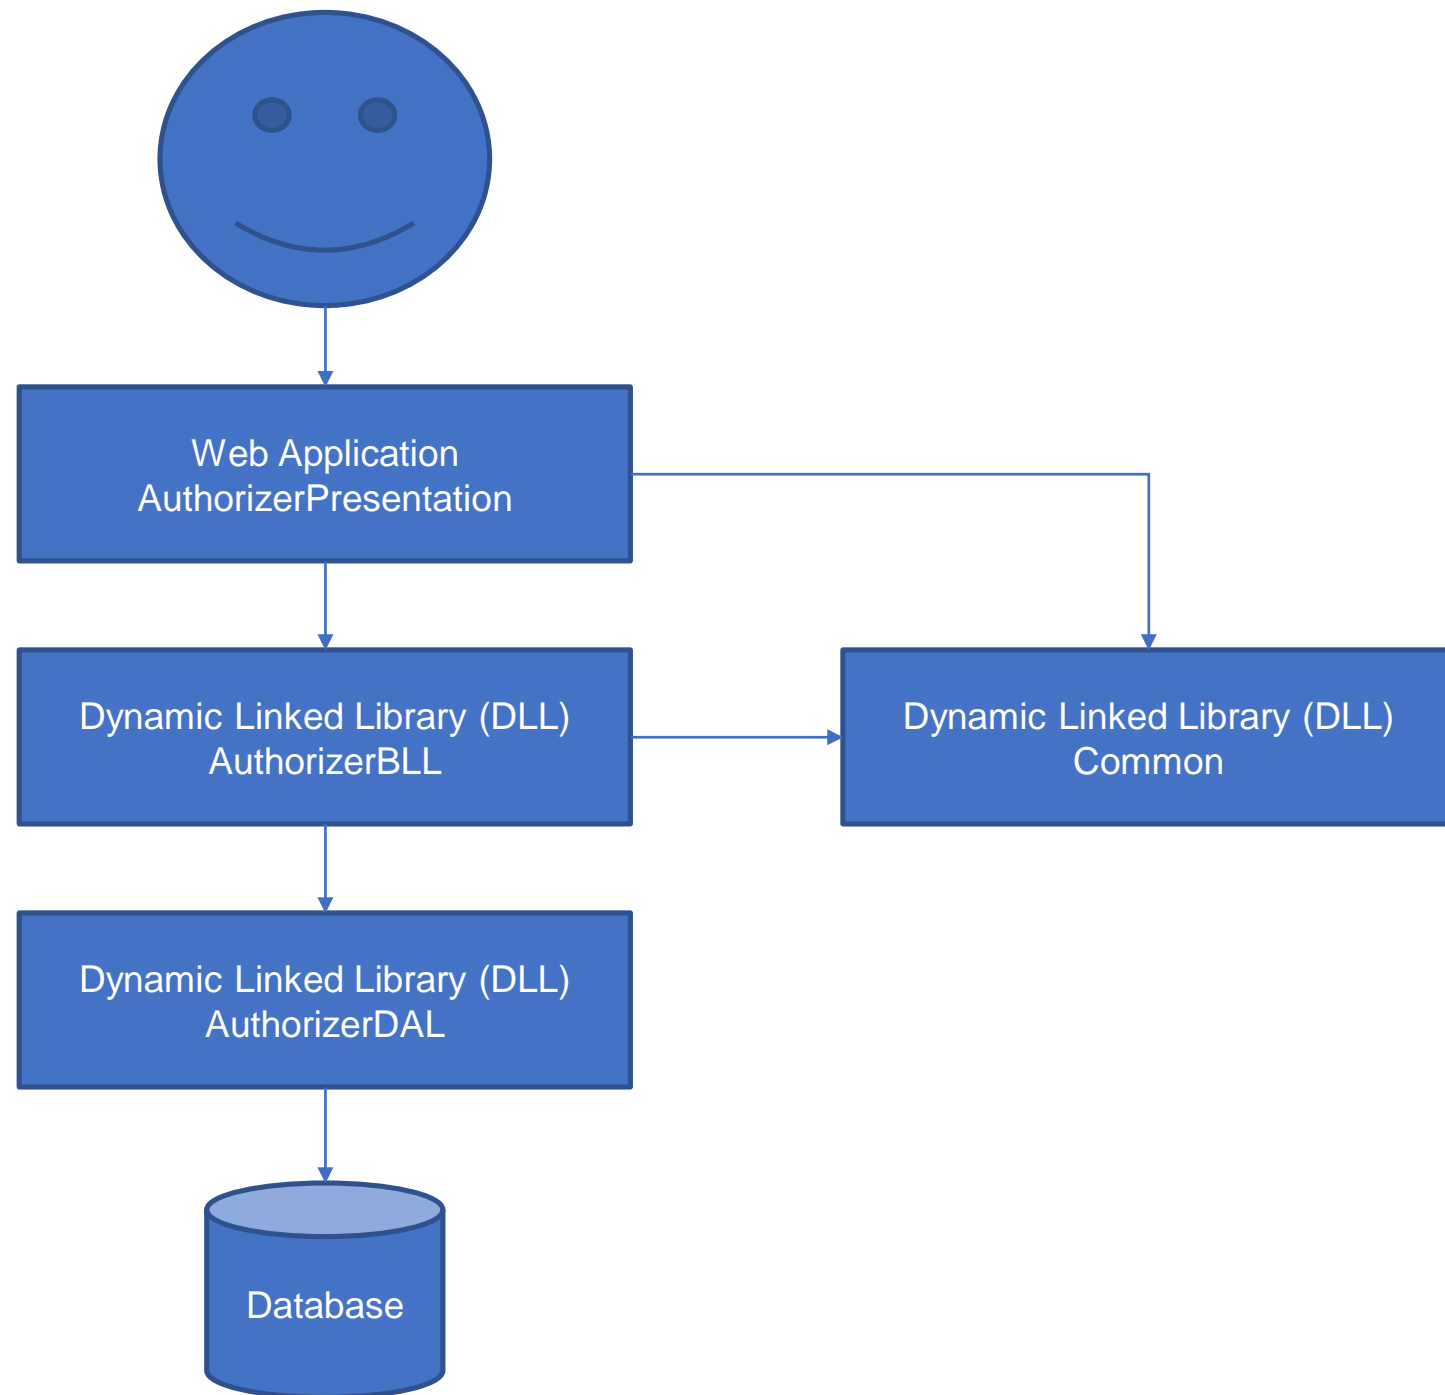 Web Application
AuthorizerPresentation
Dynamic Linked Library (DLL)
AuthorizerBLL
Dynamic Linked Library (DLL)
Common
Dynamic Linked Library (DLL)
AuthorizerDAL
Database